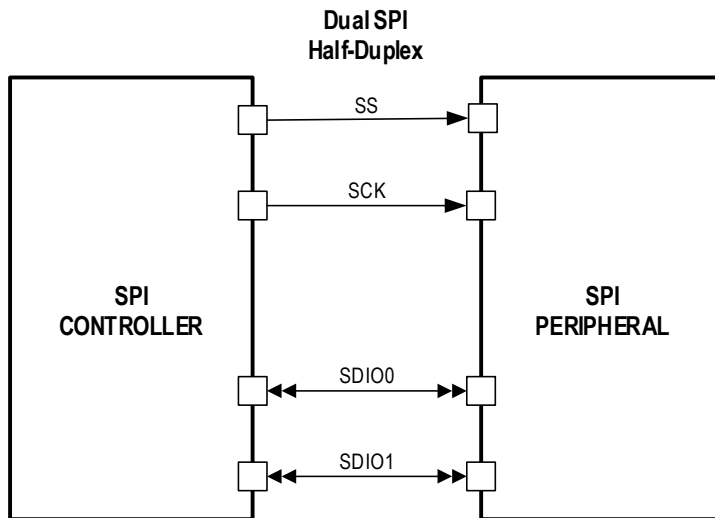 Dual SPI
Half-Duplex
SS
SCK
SPI
CONTROLLER
SPI
PERIPHERAL
SDIO0
SDIO1